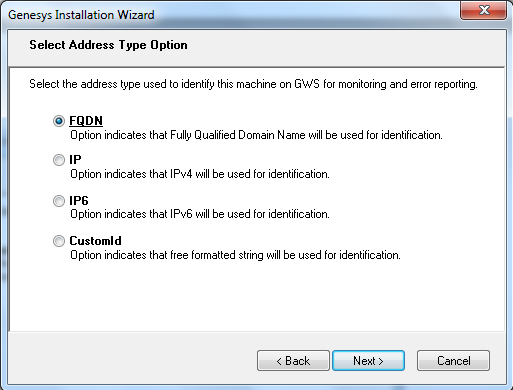 Genesys Installation Wizard
Select Address Type Option
Select the address type used to identify this machine on GWS for monitoring and error reporting.
FQDN
Option indicates that Fully Qualified Domain Name will be used for identification.
IP
Option indicates that IPv4 will be used for identification.
IP6
Option indicates that IPv6 will be used for identification.
CustomId
Option indicates that free formatted string will be used for identification.
< Back Next > Cancel